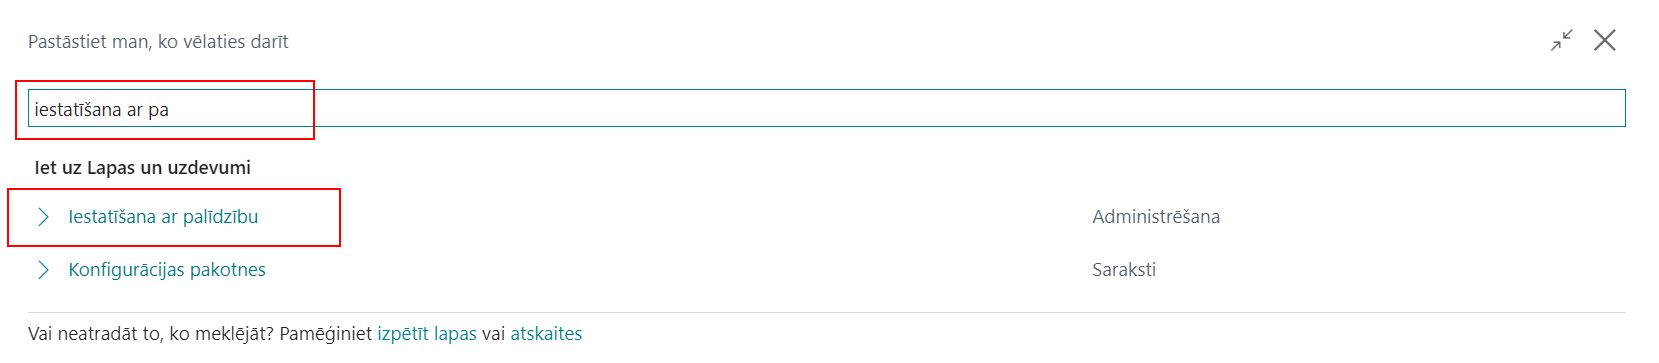 Pastāstiet man, ko vēlaties darīt
iestatīšana ar pa
Iet uz Lapas un uzdevumi
Iestatīšana ar palīdzību Administrēšana
Konfigurācijas pakotnes Saraksti
Vai neatradāt to, ko meklējāt? Pamēģiniet izpētīt lapas vai atskaites